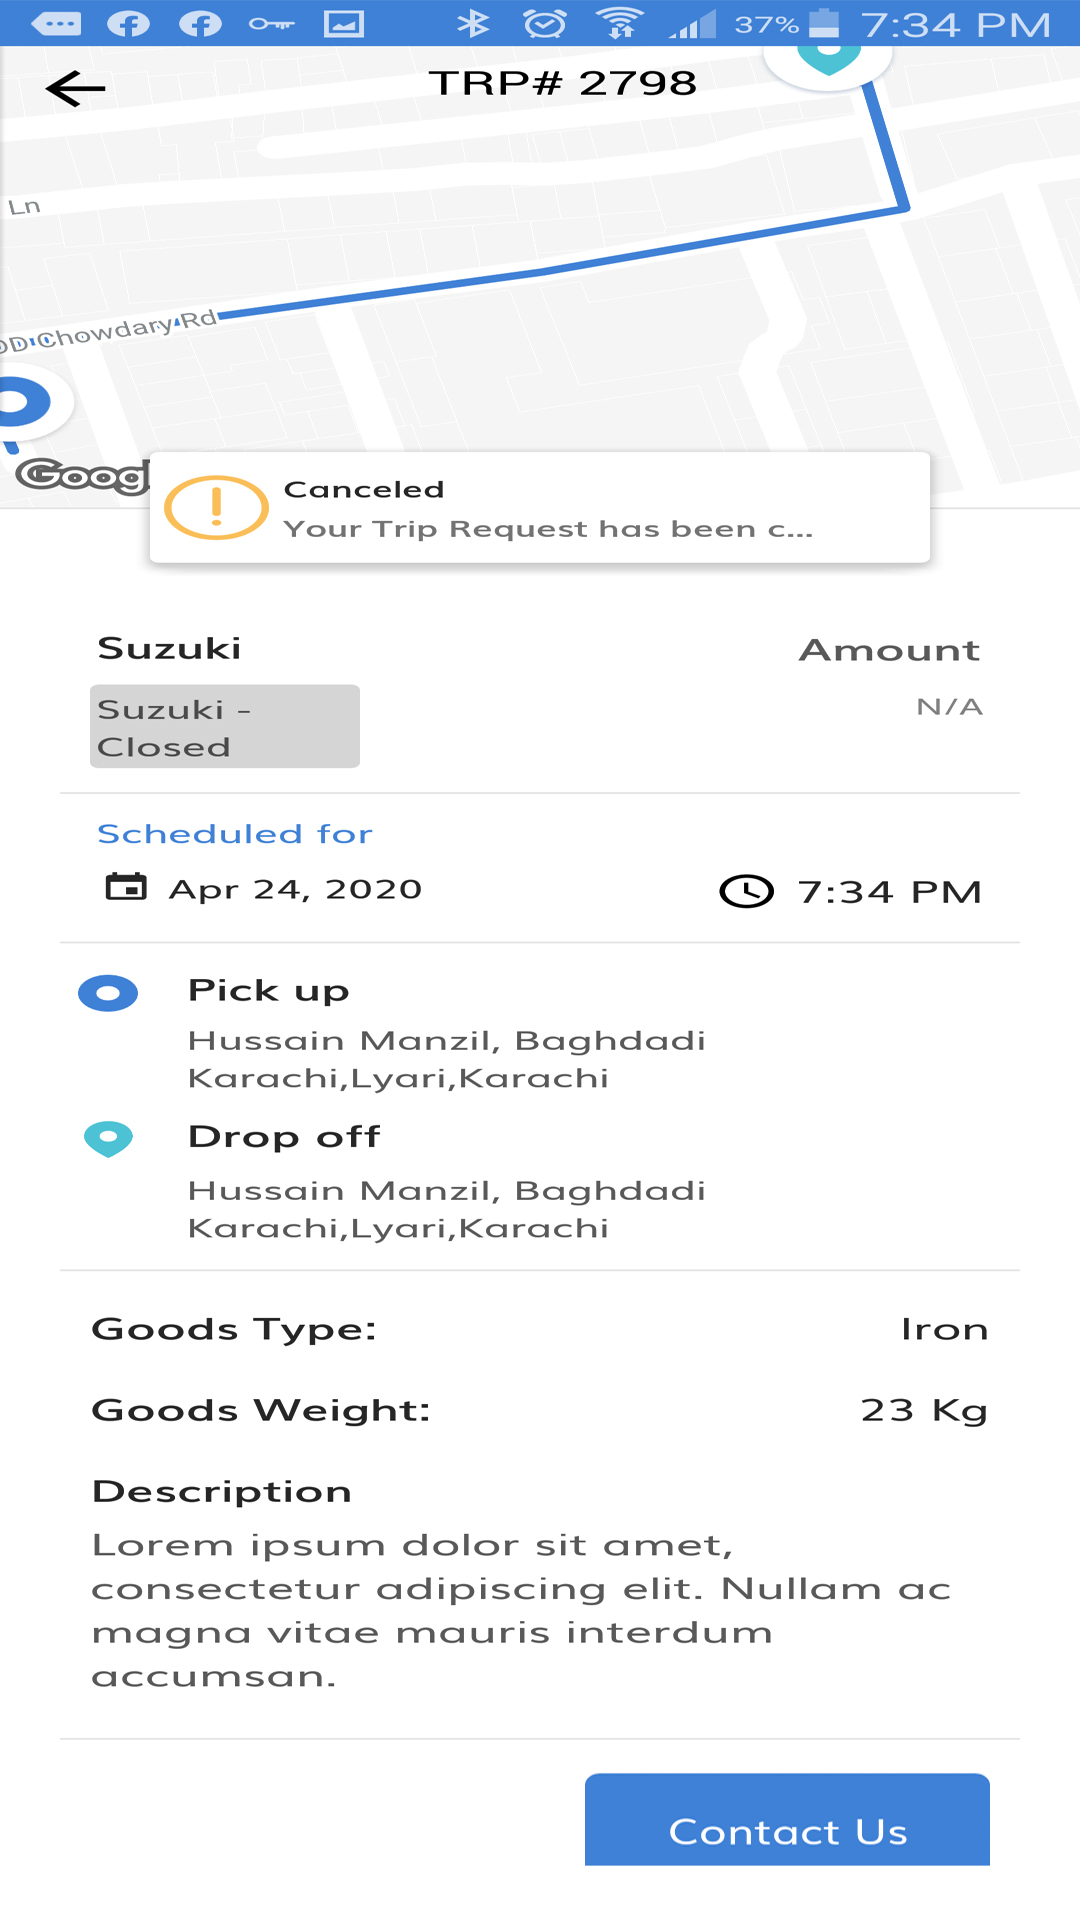 37% 7:34 PM
TRP# 2798
Ln
DD Chowdary Rd
Canceled
Your Trip Request has been c...
Suzuki
Amount
Suzuki -
Closed
N/A
Scheduled for
Apr 24, 2020
7:34 PM
Pick up
Hussain Manzil, Baghdadi
Karachi,Lyari,Karachi
Drop off
Hussain Manzil, Baghdadi
Karachi,Lyari,Karachi
Goods Type:
Iron
Goods Weight:
23 Kg
Description
Lorem ipsum dolor sit amet,
consectetur adipiscing elit. Nullam ac
magna vitae mauris interdum
accumsan.
Contact Us